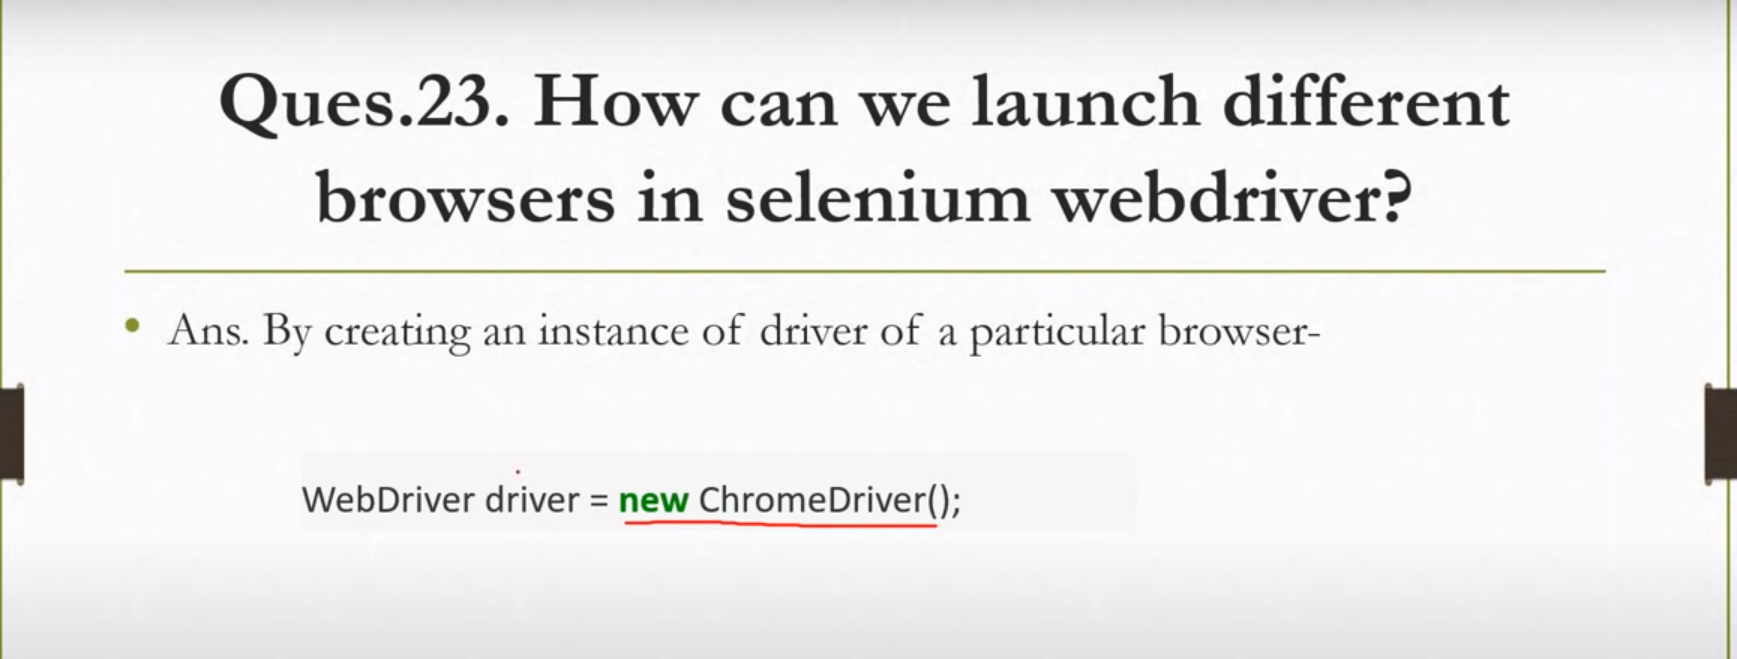 Ques.23. How can we launch different
browsers in selenium webdriver?
Ans. By creating an instance of driver of a particular browser-
WebDriver driver = new ChromeDriver();